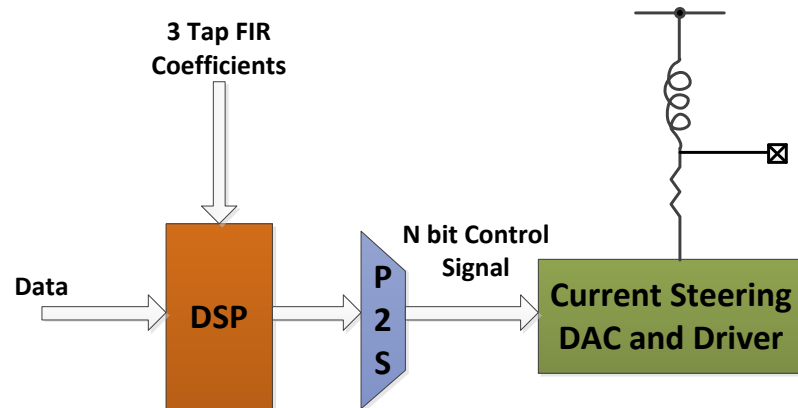 3 Tap FIR
Coefficients
Data
DSP
P
2
S
N bit Control
Signal
Current Steering
DAC and Driver